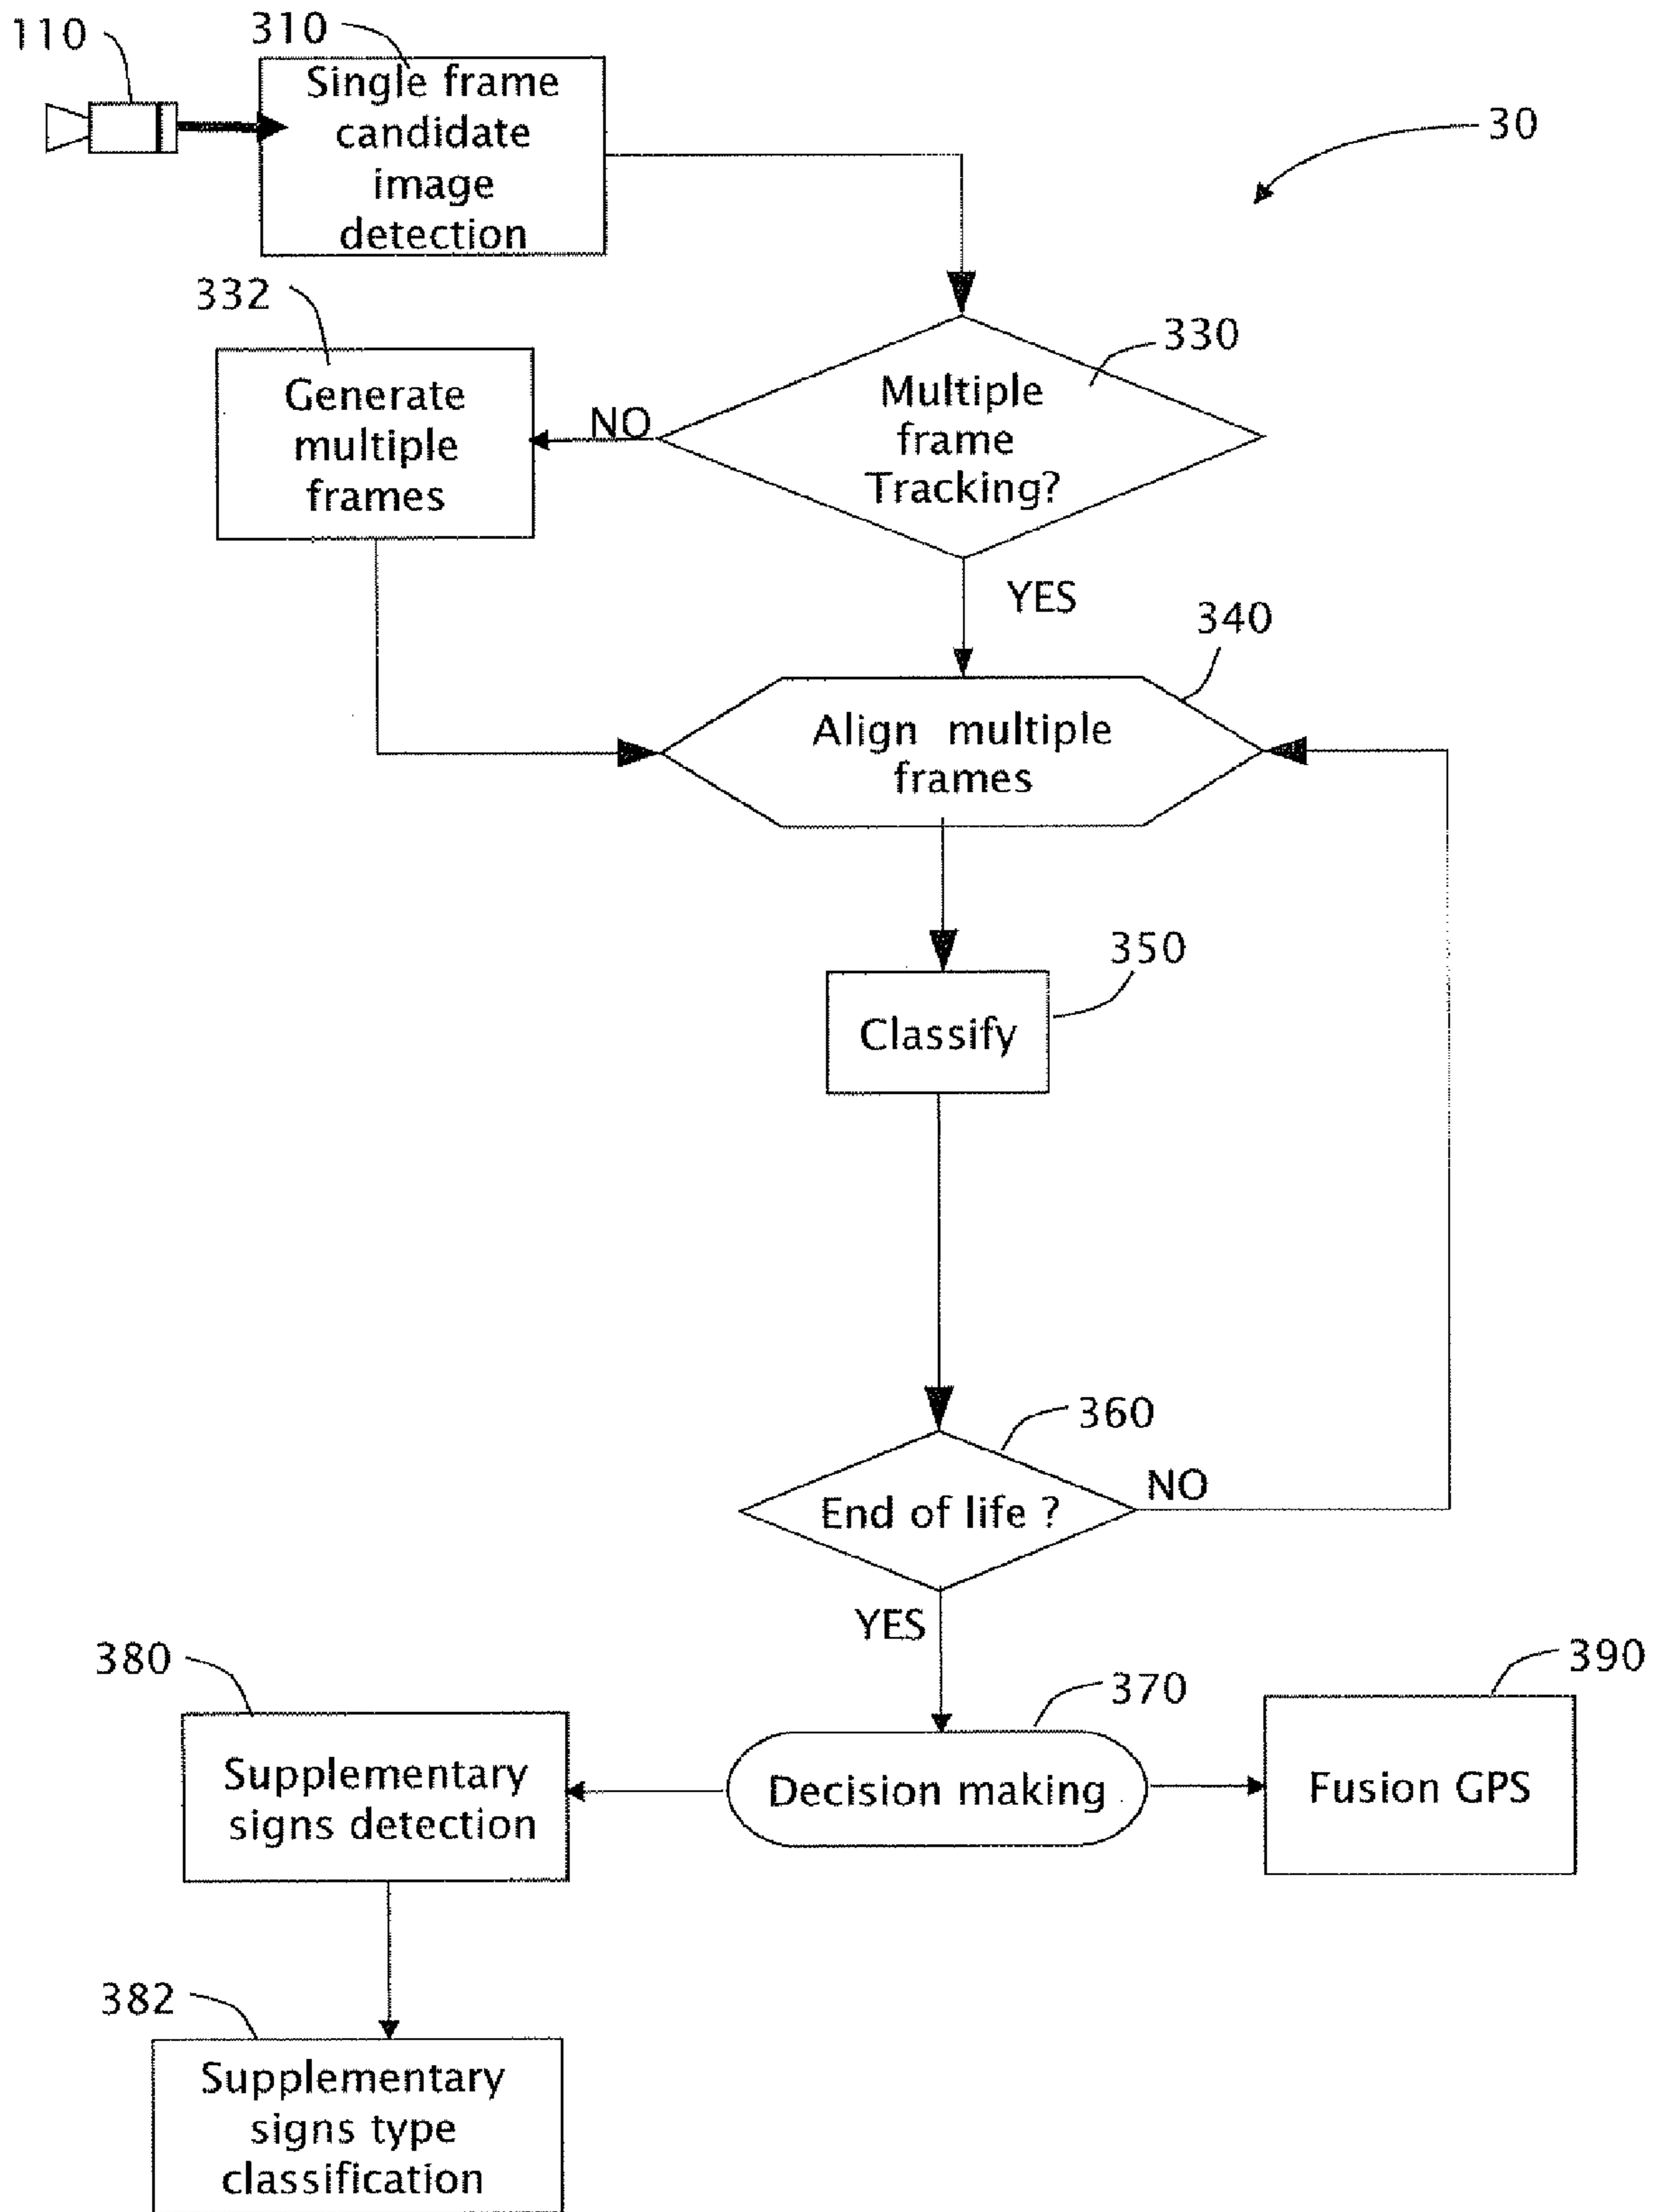 110
310
Single frame
candidate
image
detection
30
332
Generate
multiple
frames
NO
330
Multiple
frame
Tracking?
YES
340
Align multiple
frames
350
Classify
360
End of life ?
NO
YES
380
370
390
Supplementary
signs detection
Decision making
Fusion GPS
382
Supplementary
signs type
classification